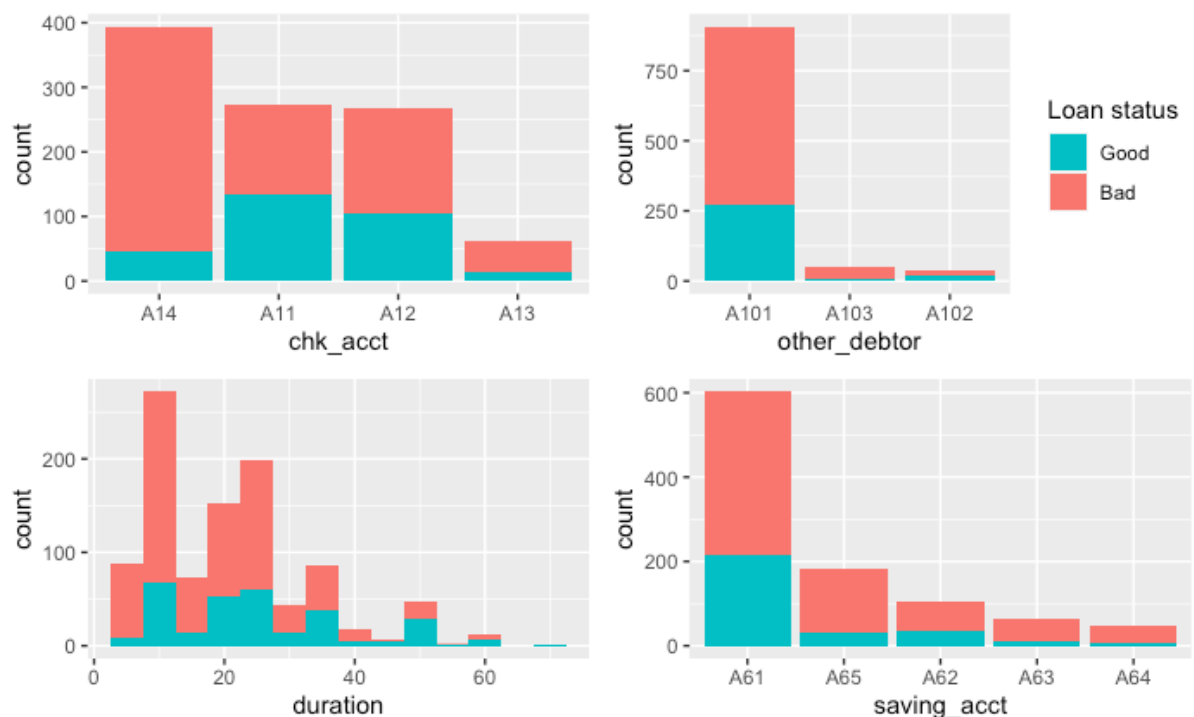 400
300
200
100
0
count
A14 A11 A12 A13
chk_acct
750
500
250
0
count
A101 A103 A102
other_debtor
Loan status
Good
Bad
200
100
0
count
0 20 40 60
duration
600
400
200
0
count
A61 A65 A62 A63 A64
saving_acct